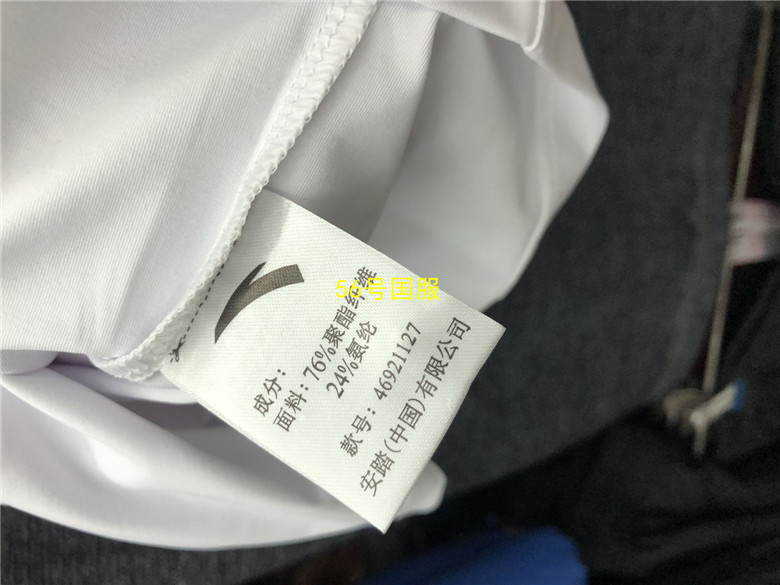 成分：
面料：76%聚酯纤维
24%氨纶
款号：46921127
安踏(中国)有限公司
56号国服